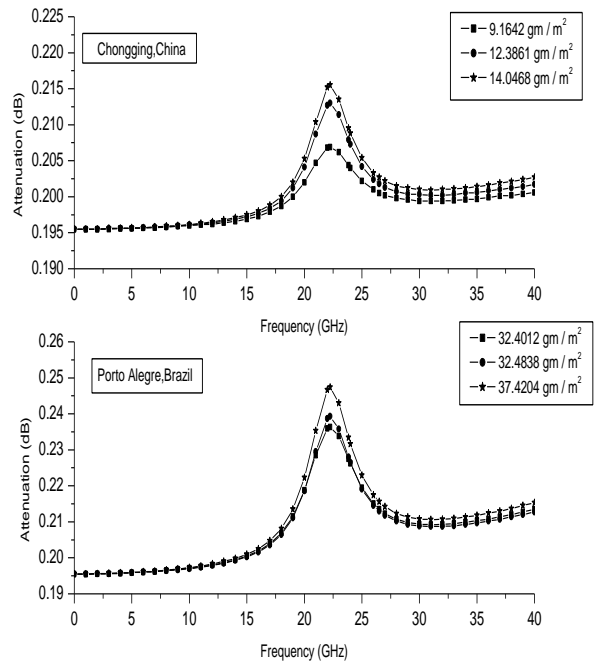 0.225
0.220
0.215
0.210
0.205
0.200
0.195
0.190
Attenuation (dB)
Chongging,China
9.1642 gm / m²
12.3861 gm / m²
14.0468 gm / m²
0 5 10 15 20 25 30 35 40
Frequency (GHz)
0.26
0.25
0.24
0.23
0.22
0.21
0.20
0.19
Attenuation (dB)
Porto Alegre,Brazil
32.4012 gm / m²
32.4838 gm / m²
37.4204 gm / m²
0 5 10 15 20 25 30 35 40
Frequency (GHz)